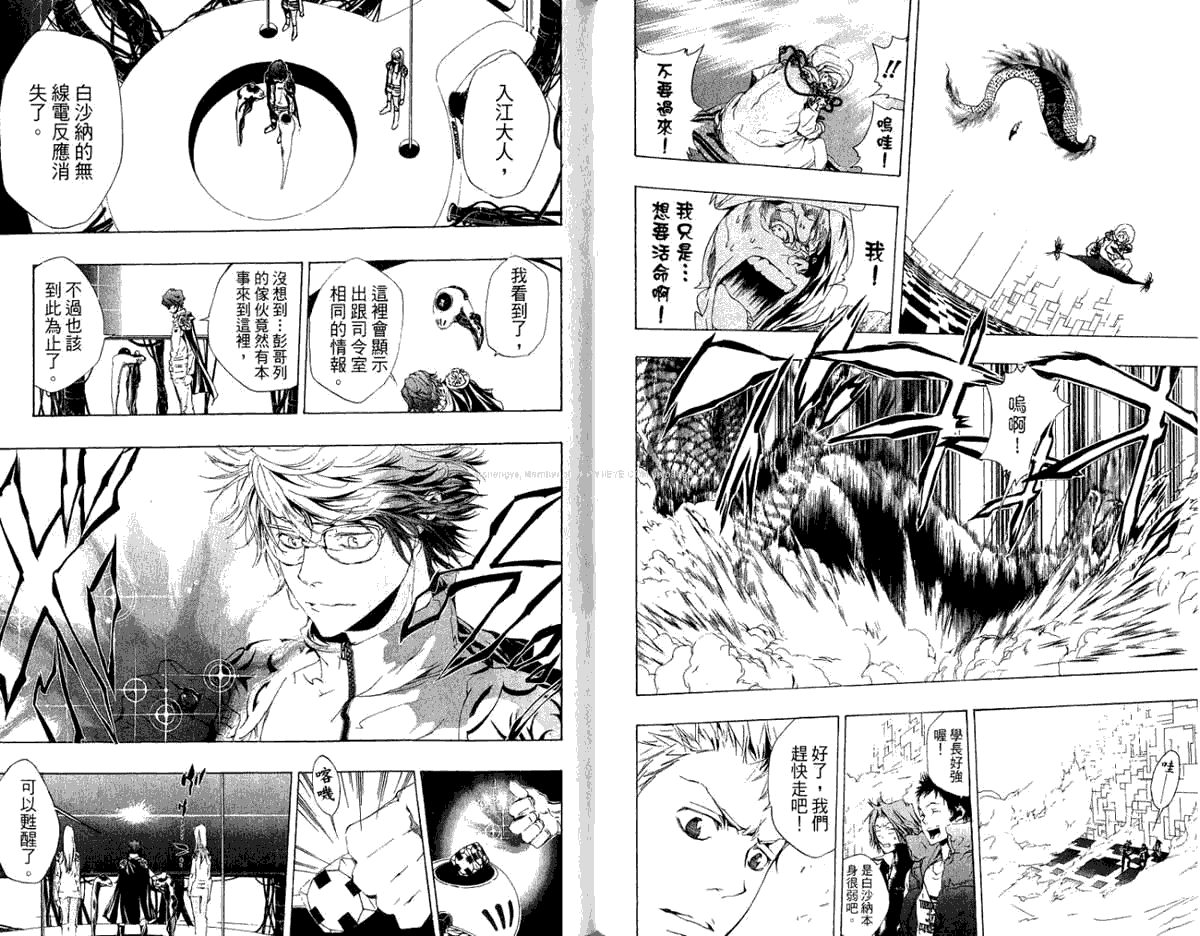 !!
嗚哇！
不要過來！
我！
我只是…
想要活命啊！
嗚啊！
哇
學長好強
喔！
是白沙納本
身很弱吧。
好了，我們
趕快走吧！
入江大人，
白沙納的無
線電反應消
失了。
我看到了，
這裡會顯示
出跟司令室
相同的情報。
沒想到…彭哥列
的傢伙竟然有本
事來到這裡，
不過也該
到此為止了。
喀嘰
可以甦醒了